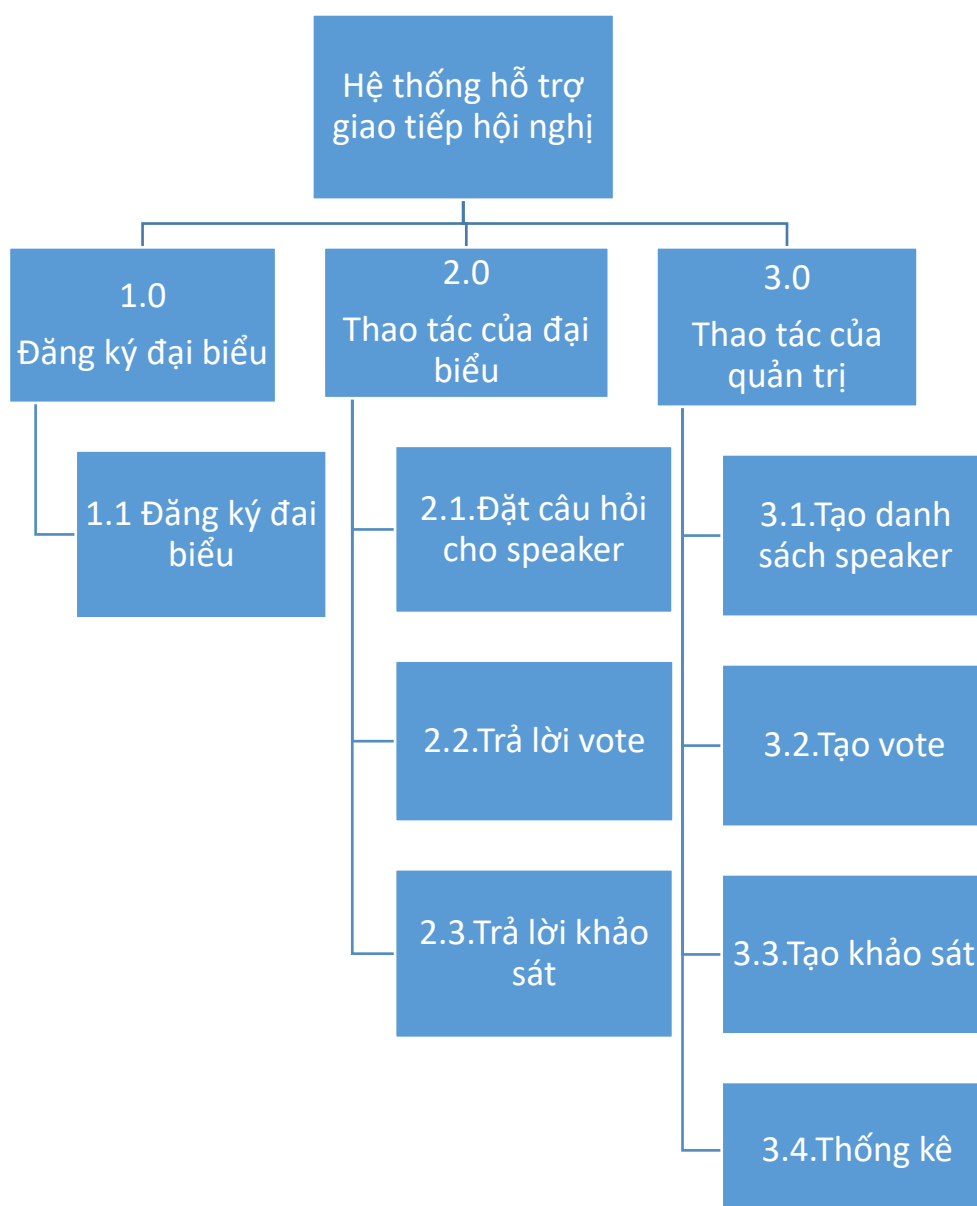 Hệ thống hỗ trợ
giao tiếp hội nghị
1.0
Đăng ký đại biểu
1.1 Đăng ký đai
biểu
2.0
Thao tác của đại
biểu
2.1.Đặt câu hỏi
cho speaker
2.2.Trả lời vote
2.3.Trả lời khảo
sát
3.0
Thao tác của
quản trị
3.1.Tạo danh
sách speaker
3.2.Tạo vote
3.3.Tạo khảo sát
3.4.Thống kê